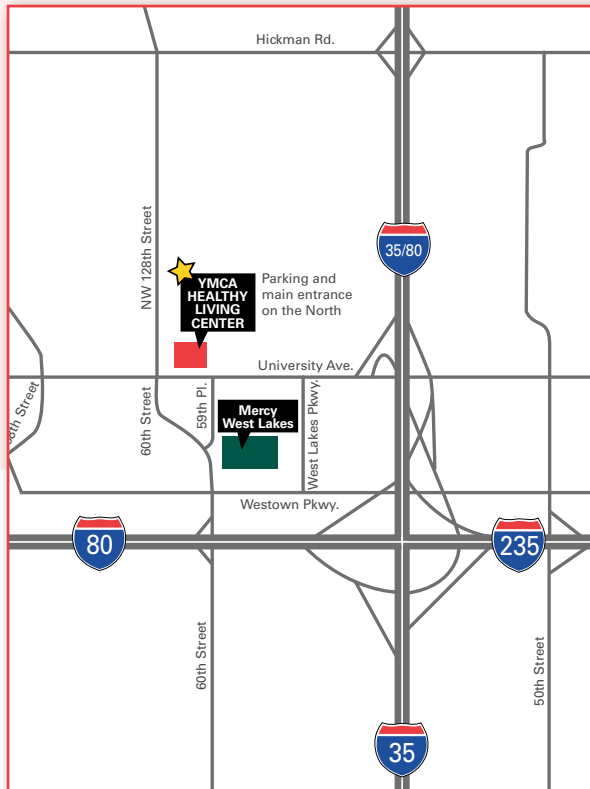 Hickman Rd.
NW 128th Street
35/80
YMCA
HEALTHY
LIVING
CENTER
Parking and
main entrance
on the North
University Ave.
60th Street
59th Pl.
Mercy
West Lakes
West Lakes Pkwy.
Street
Westown Pkwy.
80
235
60th Street
50th Street
35